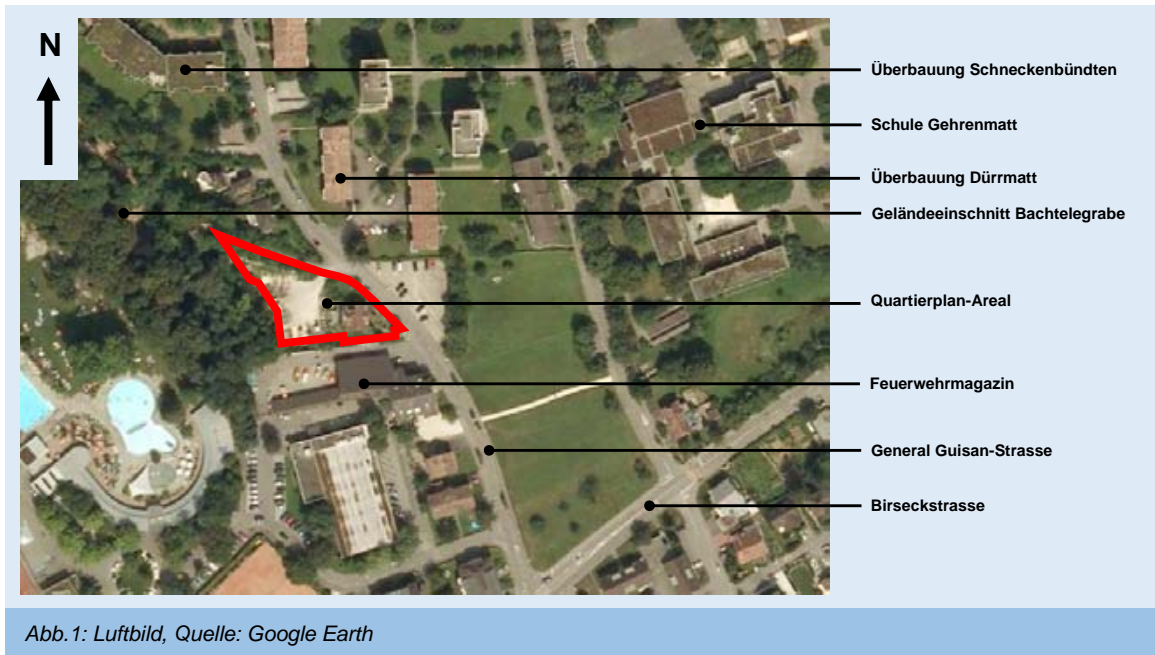 N
Überbauung Schneckenbündten
Schule Gehrenmatt
Überbauung Dürrmatt
Geländeeinschnitt Bachtelegrabe
Quartierplan-Areal
Feuerwehrmagazin
General Guisan-Strasse
Birseckstrasse
Abb.1: Luftbild, Quelle: Google Earth